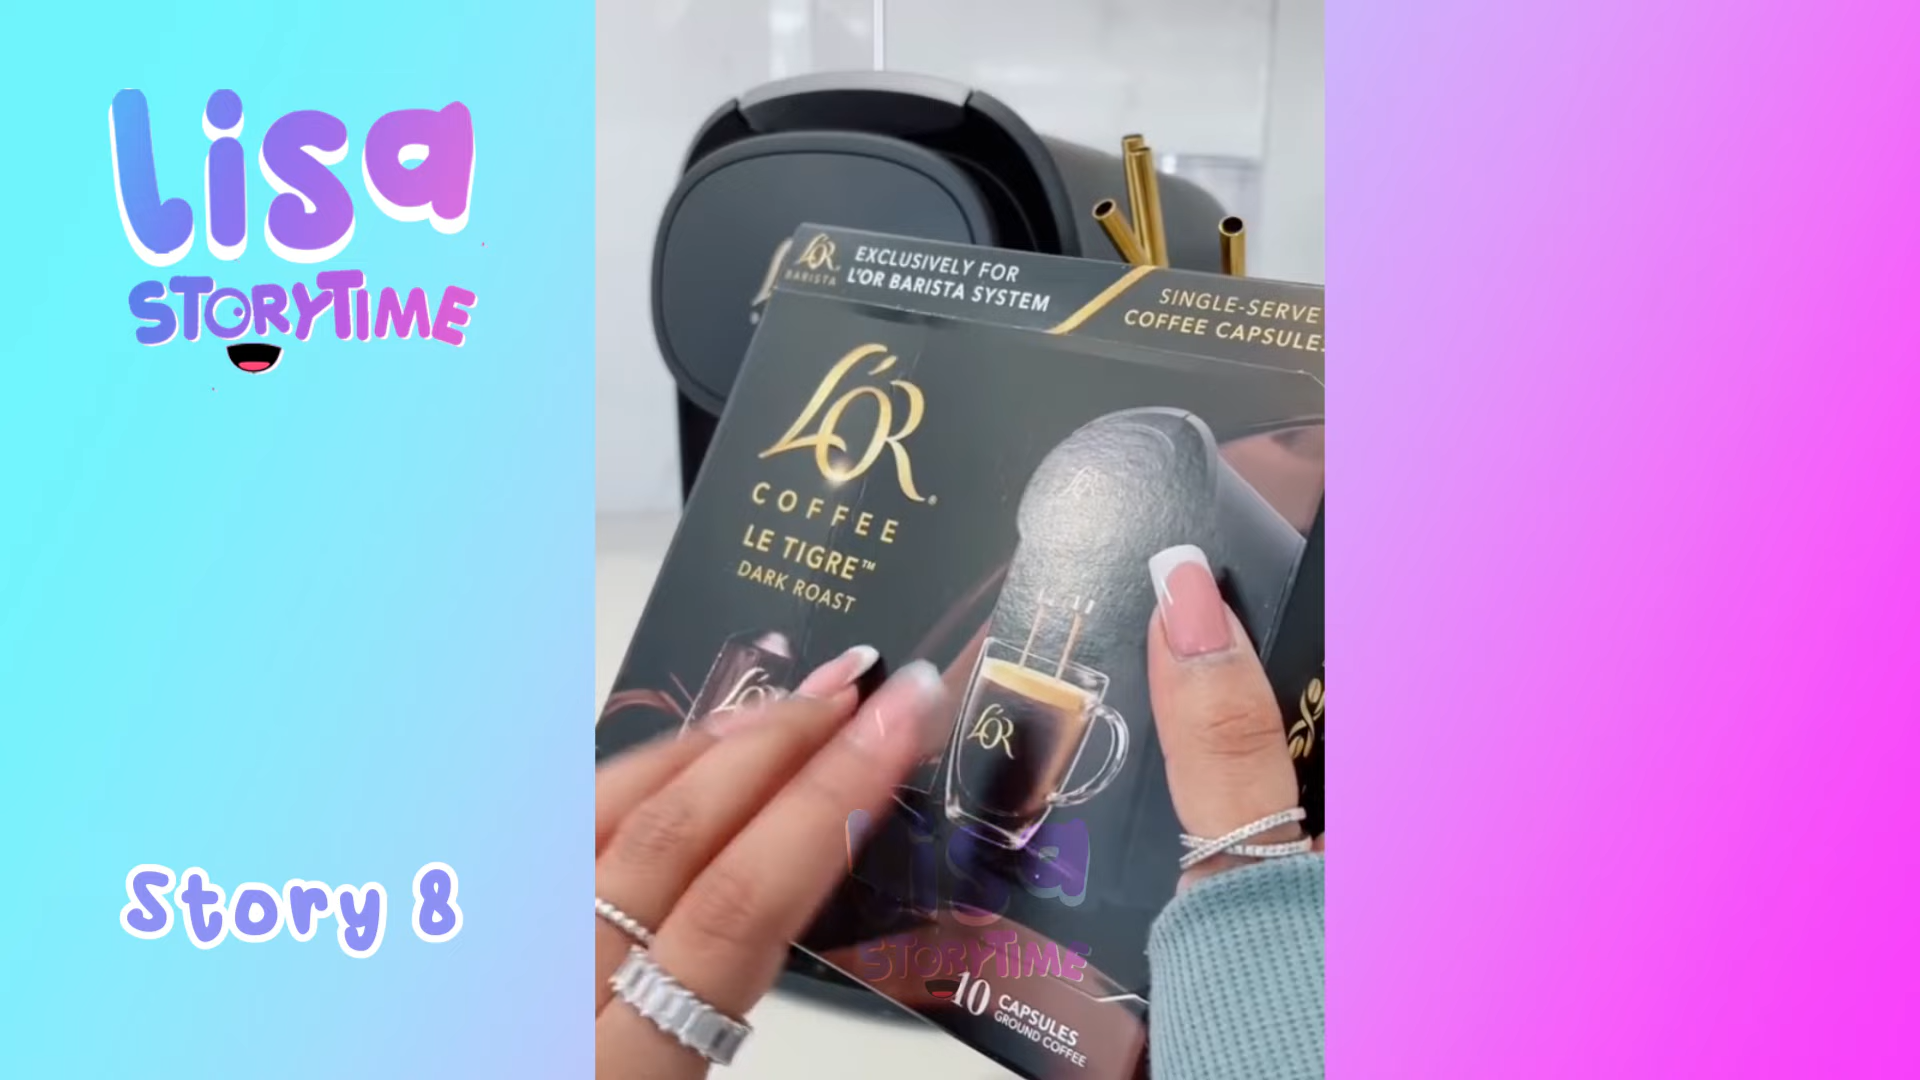 Lisa
STORYTIME
Story 8
L'OR
BARISTA
EXCLUSIVELY FOR
L'OR BARISTA SYSTEM
SINGLE-SERVE
COFFEE CAPSULES
L'OR
COFFEE
LE TIGRE™
DARK ROAST
L'OR
L'OR
Lisa
STORYTIME
10 CAPSULES
GROUND COFFEE